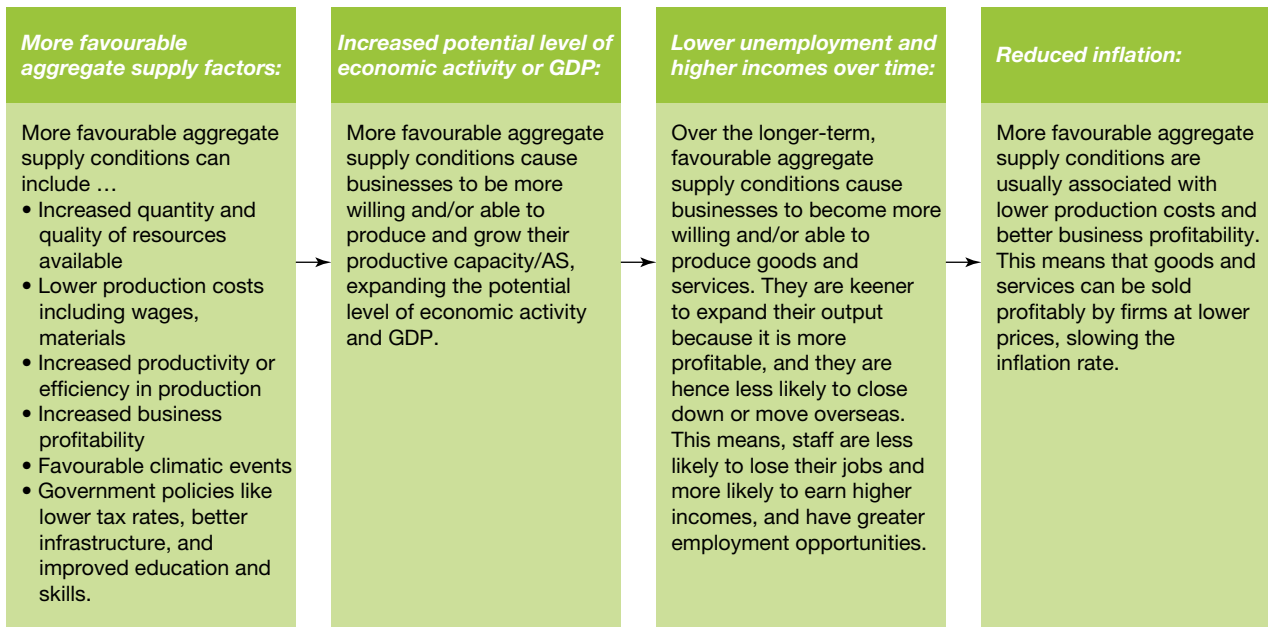 More favourable
aggregate supply factors:
More favourable aggregate
supply conditions can
include …
• Increased quantity and
quality of resources
available
• Lower production costs
including wages,
materials
• Increased productivity or
efficiency in production
• Increased business
profitability
• Favourable climatic events
• Government policies like
lower tax rates, better
infrastructure, and
improved education and
skills.
Increased potential level of
economic activity or GDP:
More favourable aggregate
supply conditions cause
businesses to be more
willing and/or able to
produce and grow their
productive capacity/AS,
expanding the potential
level of economic activity
and GDP.
Lower unemployment and
higher incomes over time:
Over the longer-term,
favourable aggregate
supply conditions cause
businesses to become more
willing and/or able to
produce goods and
services. They are keener
to expand their output
because it is more
profitable, and they are
hence less likely to close
down or move overseas.
This means, staff are less
likely to lose their jobs and
more likely to earn higher
incomes, and have greater
employment opportunities.
Reduced inflation:
More favourable aggregate
supply conditions are
usually associated with
lower production costs and
better business profitability.
This means that goods and
services can be sold
profitably by firms at lower
prices, slowing the
inflation rate.